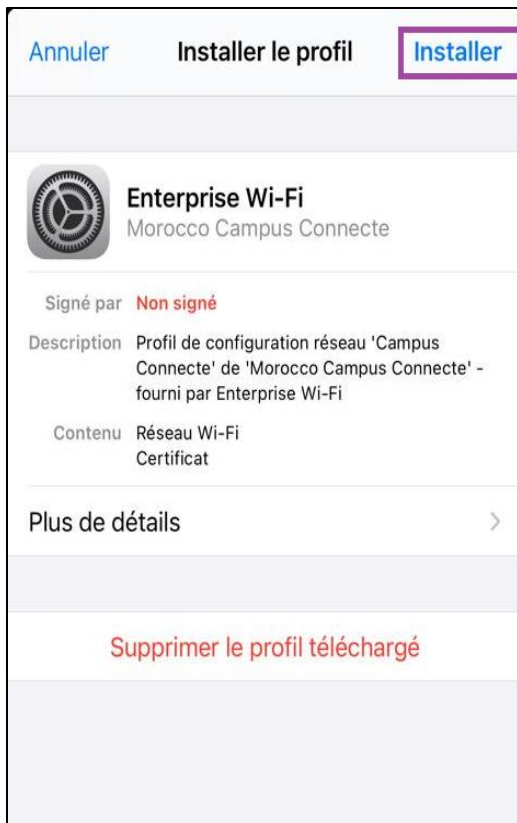 Annuler Installer le profil Installer
Enterprise Wi-Fi
Morocco Campus Connecte
Signé par Non signé
Description Profil de configuration réseau 'Campus
Connecte' de 'Morocco Campus Connecte' -
fourni par Enterprise Wi-Fi
Contenu Réseau Wi-Fi
Certificat
Plus de détails
Supprimer le profil téléchargé